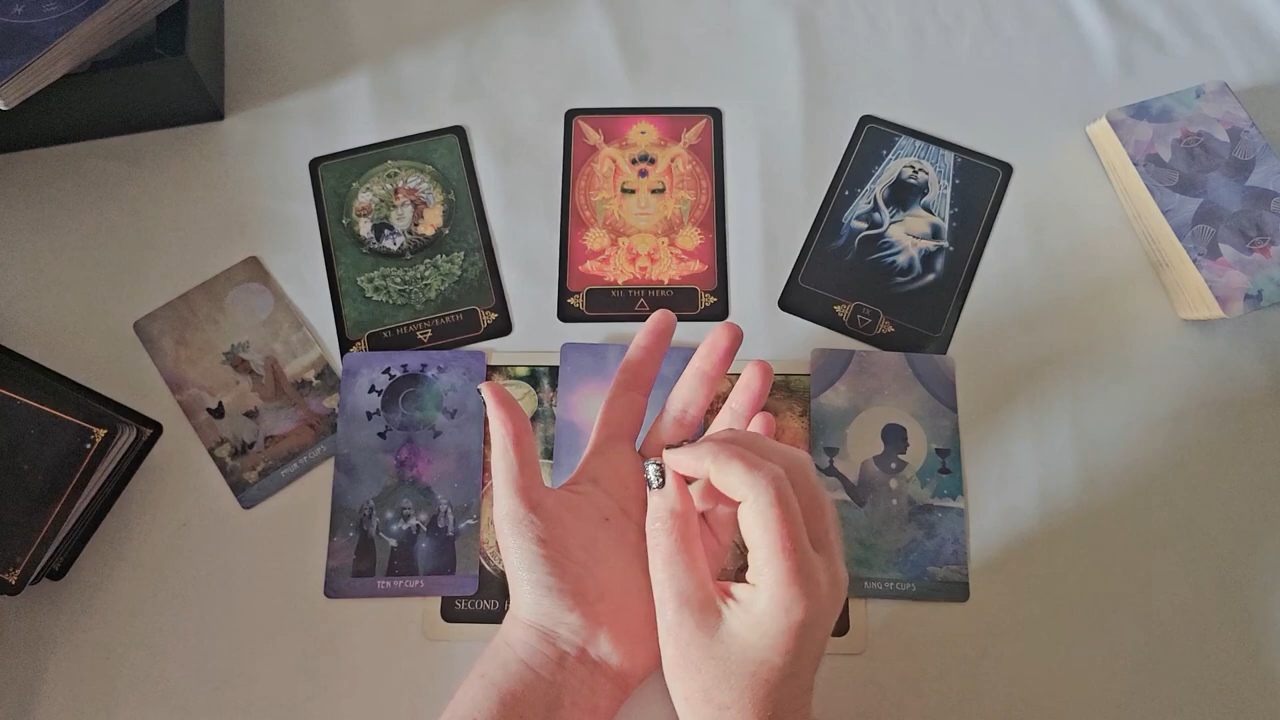 XI. HEAVEN/EARTH
XII. THE HERO
IX
FOUR OF CUPS
TEN OF CUPS
KING OF CUPS
SECOND